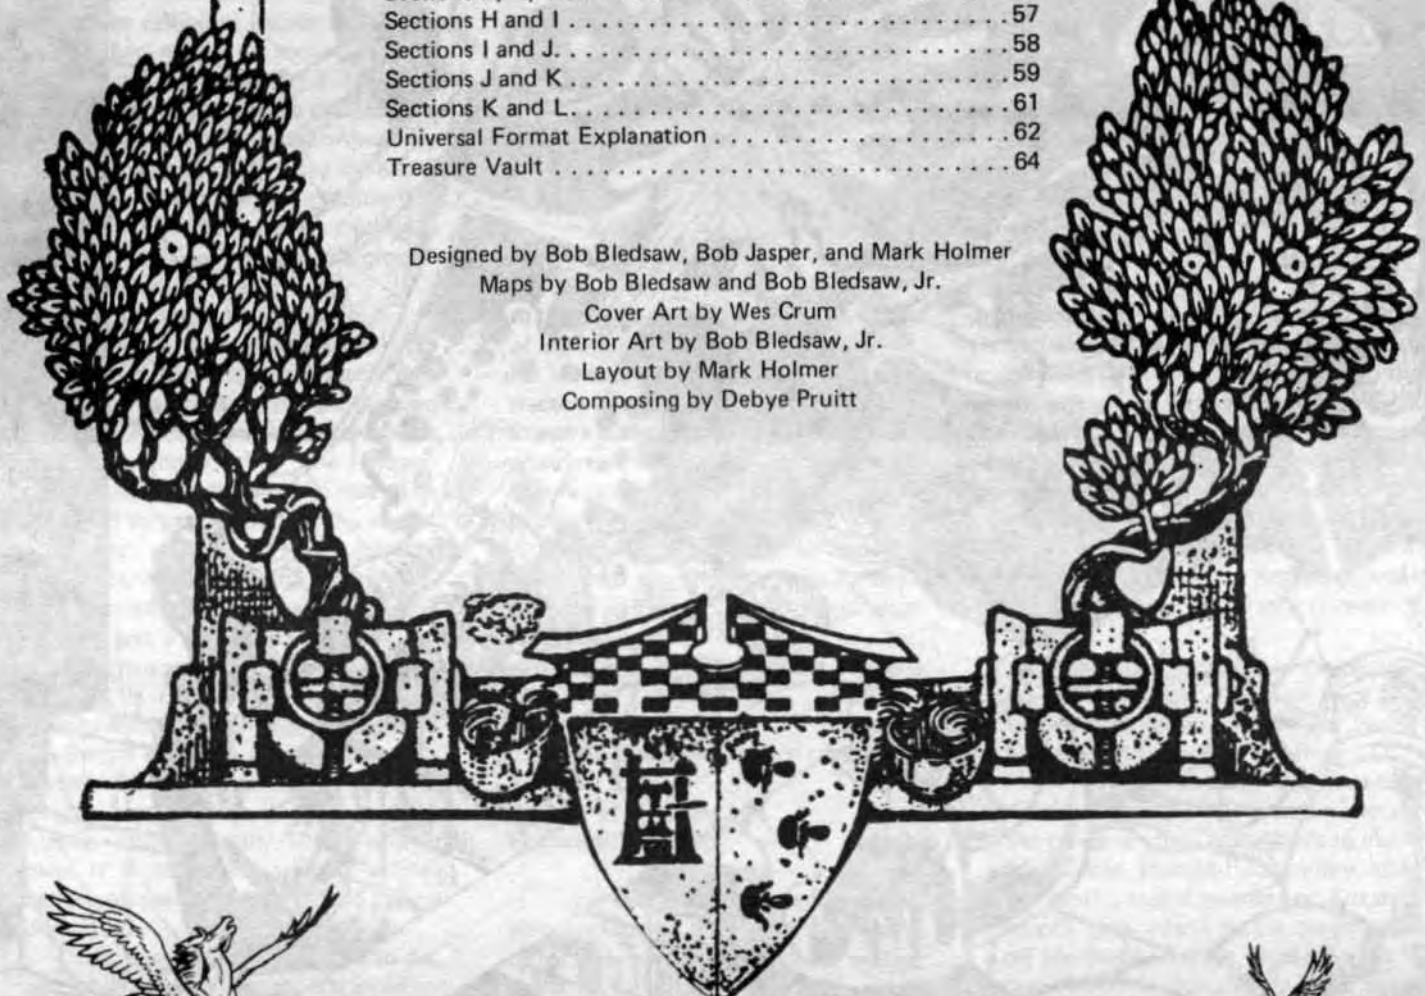 Sections H and I . . . . . . . . . . . . . . . . . . . . . . . . . . . . . . . . . 57
Sections I and J. . . . . . . . . . . . . . . . . . . . . . . . . . . . . . . . . . 58
Sections J and K . . . . . . . . . . . . . . . . . . . . . . . . . . . . . . . . . 59
Sections K and L. . . . . . . . . . . . . . . . . . . . . . . . . . . . . . . . . 61
Universal Format Explanation . . . . . . . . . . . . . . . . . . . . . . 62
Treasure Vault . . . . . . . . . . . . . . . . . . . . . . . . . . . . . . . . . . 64
Designed by Bob Bledsaw, Bob Jasper, and Mark Holmer
Maps by Bob Bledsaw and Bob Bledsaw, Jr.
Cover Art by Wes Crum
Interior Art by Bob Bledsaw, Jr.
Layout by Mark Holmer
Composing by Debye Pruitt